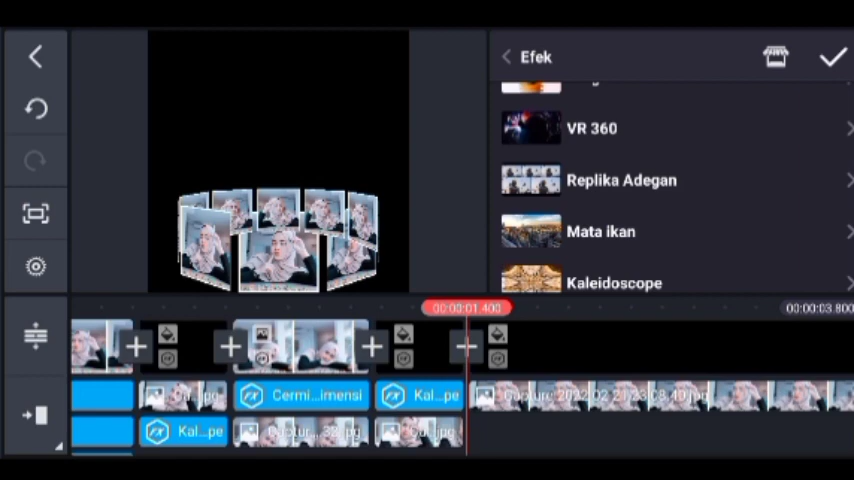 Efek
VR 360
Replika Adegan
Mata ikan
Kaleidoscope
00:00:01.400
00:00:03.800
Cermi...imensi
Kal...pe
Kal...pe